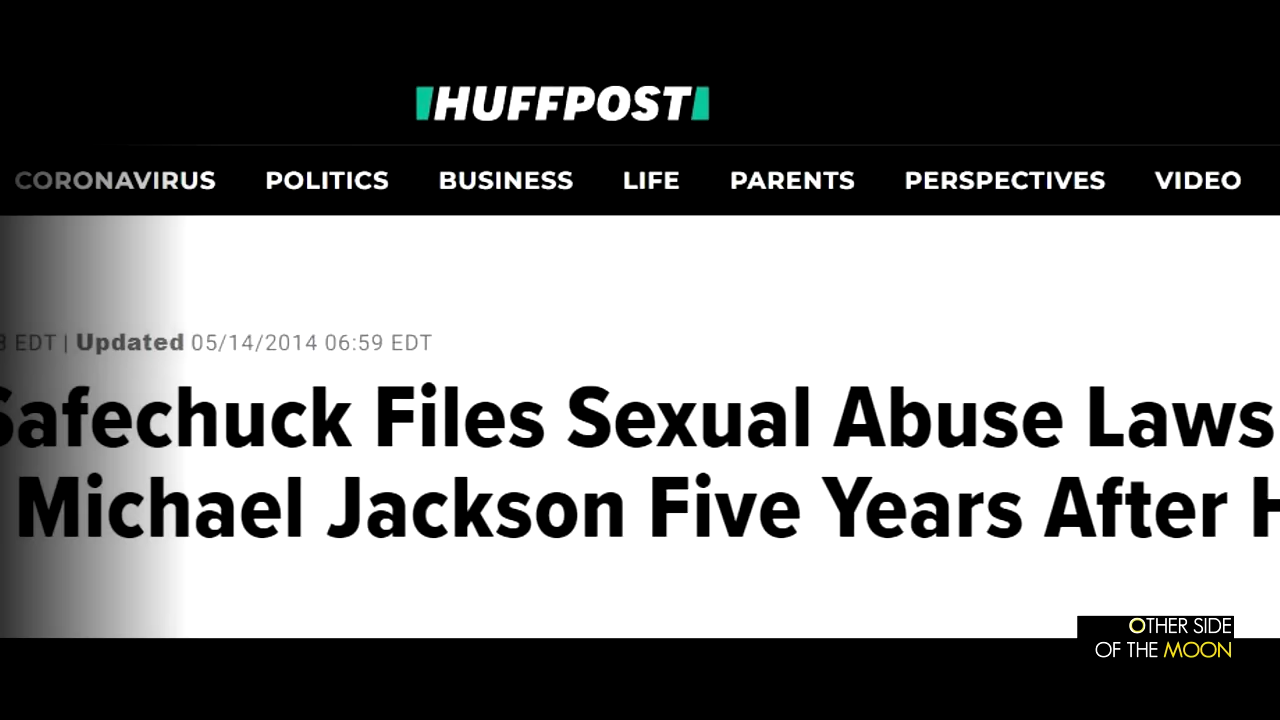 HUFFPOST
CORONAVIRUS POLITICS BUSINESS LIFE PARENTS PERSPECTIVES VIDEO
EDT | Updated 05/14/2014 06:59 EDT
Safechuck Files Sexual Abuse Laws
Michael Jackson Five Years After H
OTHER SIDE
OF THE MOON